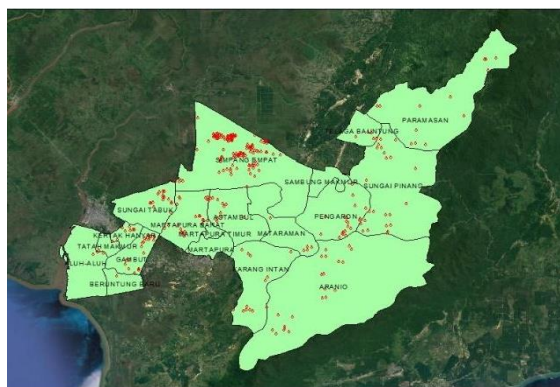 PARAMASAN
TELAGA BAUNTUNG
SIMPANG EMPAT
SAMBUNG MAKMUR
SUNGAI PINANG
SUNGAI TABUK
ASTAMBUL
PENGARON
MARTAPURA BARAT
MARTAPURA TIMUR
MATARAMAN
KERTAK HANYAR
TATAH MAKMUR
MARTAPURA
GAMBUT
ALUH-ALUH
KARANG INTAN
BERUNTUNG BARU
ARANIO